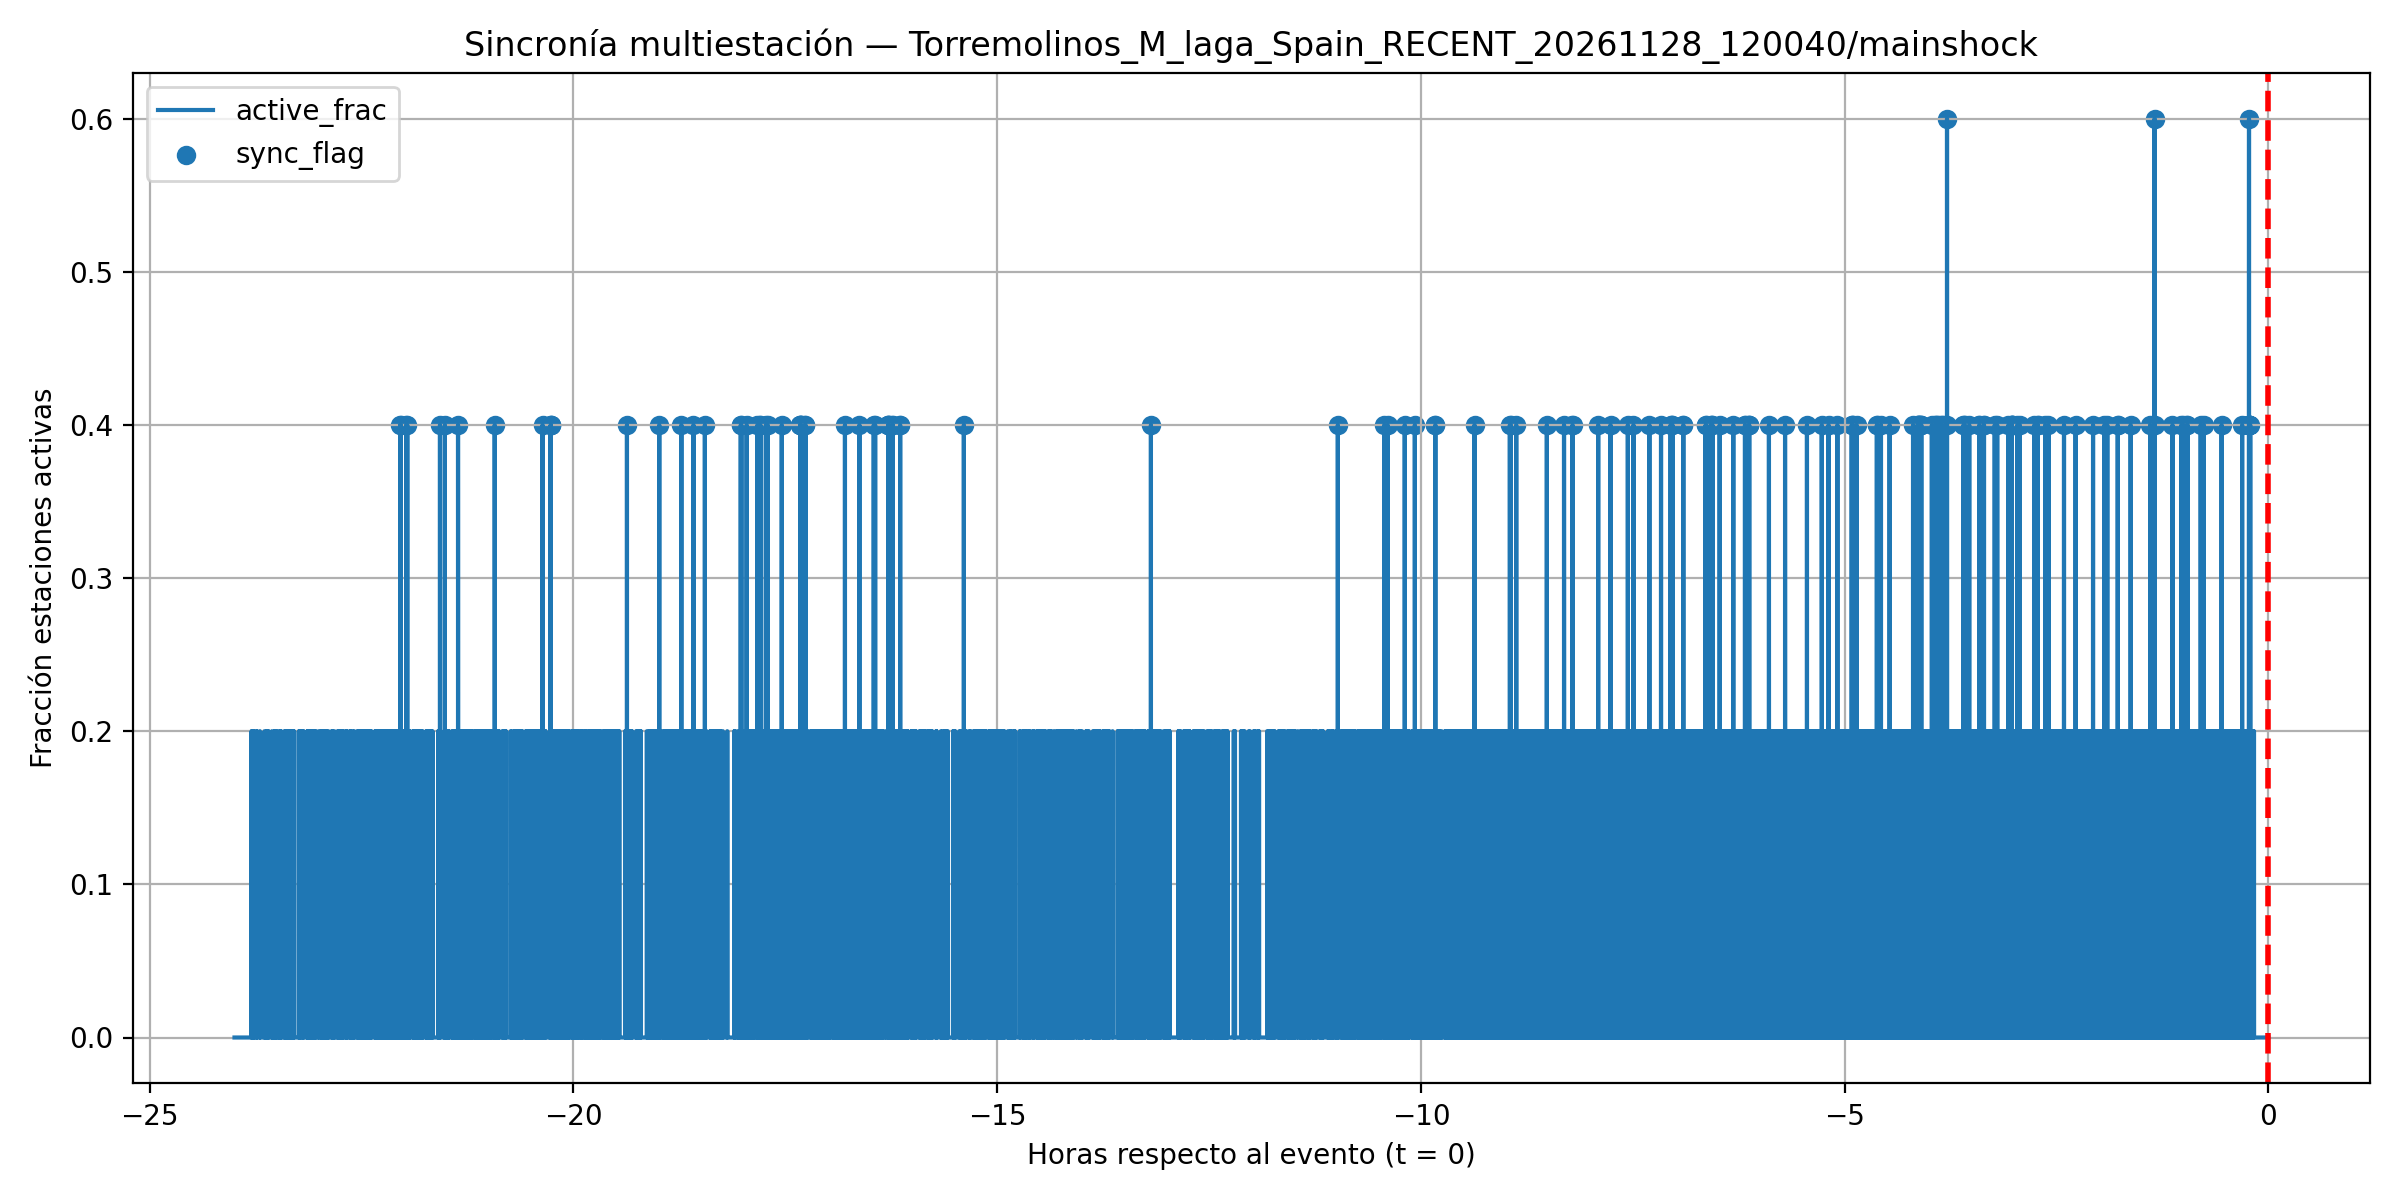 Sincronía multiestación — Torremolinos_M_laga_Spain_RECENT_20261128_120040/mainshock
active_frac
sync_flag
Fracción estaciones activas
0.6
0.5
0.4
0.3
0.2
0.1
0.0
−25
−20
−15
−10
−5
0
Horas respecto al evento (t = 0)